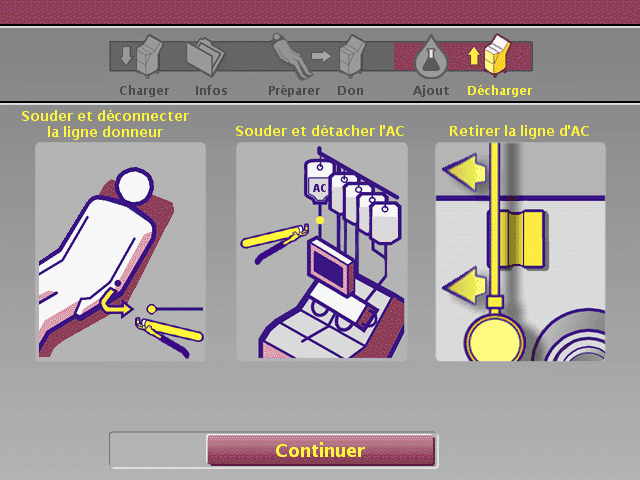 Charger Infos Préparer Don Ajout Décharger
Souder et déconnecter
la ligne donneur
Souder et détacher l'AC
Retirer la ligne d'AC
AC
Continuer